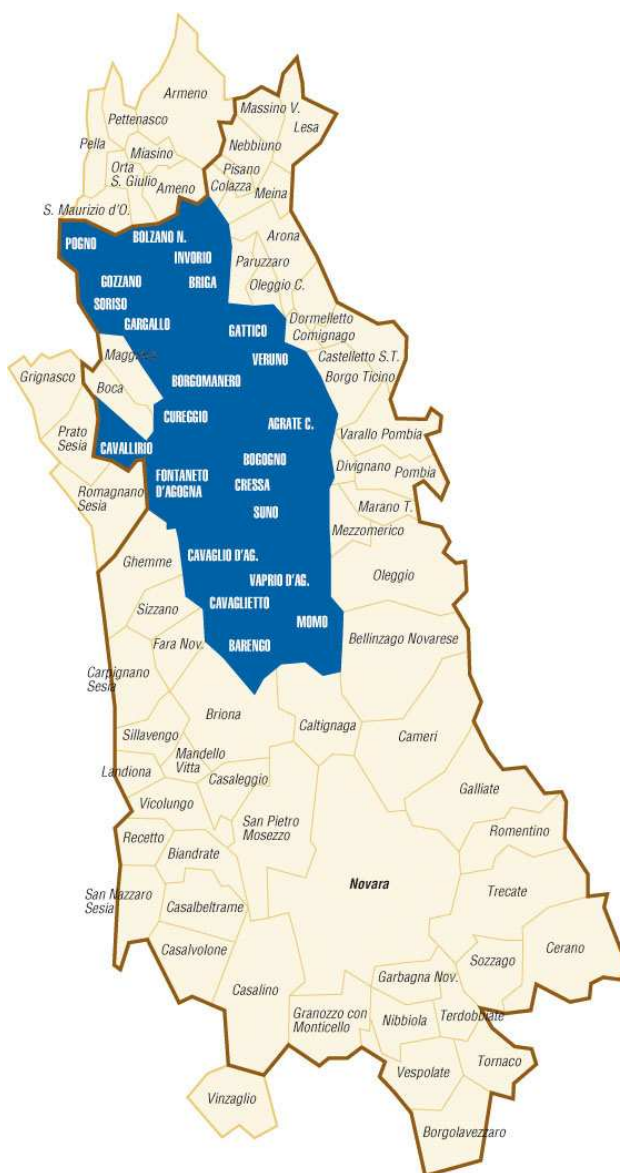 Armeno
Massino V.
Lesa
Pettenasco
Nebbiuno
Pella
Miasino
Orta
S. Giulio
Pisano
Ameno
Colazza
Meina
S. Maurizio d'O.
POGNO
BOLZANO N.
Arona
INVORIO
Paruzzaro
GOZZANO
BRIGA
Oleggio C.
SORISO
Dormelletto
GARGALLO
GATTICO
Comignago
VERUNO
Castelletto S.T.
Grignasco
BORGOMANERO
Borgo Ticino
Boca
CUREGGIO
AGRATE C.
Prato
Sesia
Varallo Pombia
CAVALLIRIO
BOGOGNO
Divignano
Pombia
FONTANETO
D'AGOGNA
CRESSA
Romagnano
Sesia
Marano T.
SUNO
Mezzomerico
Ghemme
CAVAGLIO D'AG.
Oleggio
VAPRIO D'AG.
Sizzano
CAVAGLIETTO
MOMO
Fara Nov.
BARENGO
Bellinzago Novarese
Carpignano
Sesia
Briona
Caltignaga
Cameri
Sillavengo
Mandello
Vitta
Landiona
Casaleggio
Galliate
Vicolungo
San Pietro
Mosezzo
Romentino
Recetto
Biandrate
Novara
Trecate
San Nazzaro
Sesia
Casalbeltrame
Casalvolone
Cerano
Sozzago
Garbagna Nov.
Casalino
Granozzo con
Monticello
Nibbiola
Terdobbiate
Vespolate
Tornaco
Vinzaglio
Borgolavezzaro